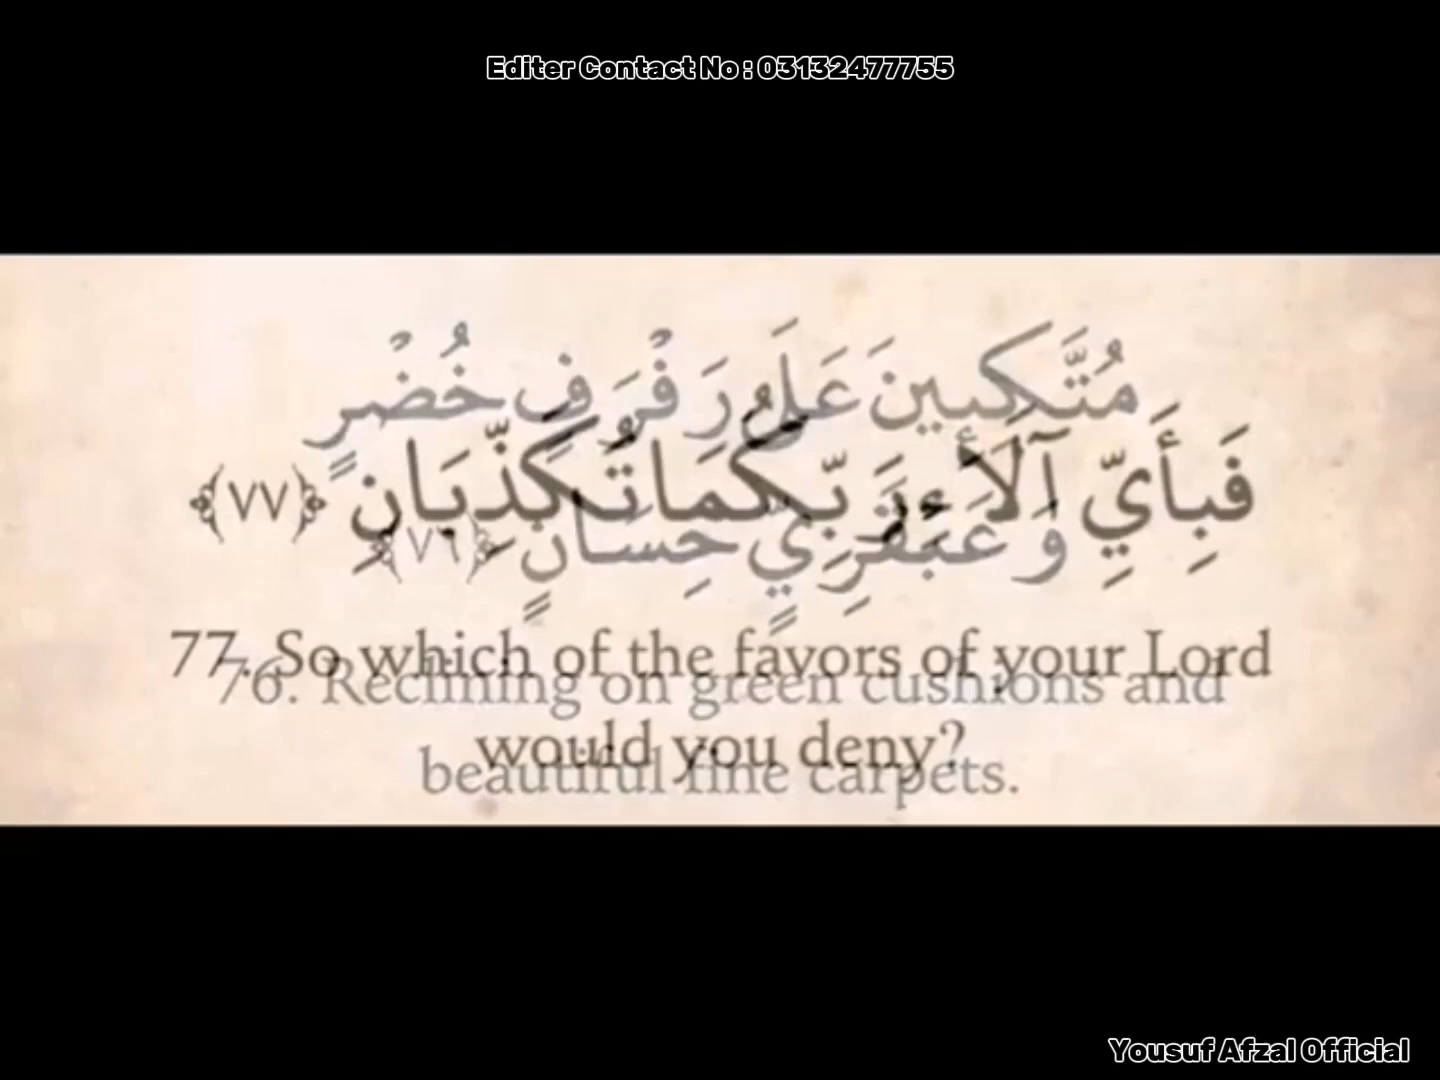 Editer Contact No : 03132477755
مُتَّكِئِينَ عَلَىٰ رَفْرَفٍ خُضْرٍ
فَبِأَيِّ آلَاءِ رَبِّكُمَا تُكَذِّبَانِ ﴿٧٧﴾
وَعَبْقَرِيٍّ حِسَانٍ ﴿٧٦﴾
77. So which of the favors of your Lord
76. Reclining on green cushions and
would you deny?
beautiful fine carpets.
Yousuf Afzal Official